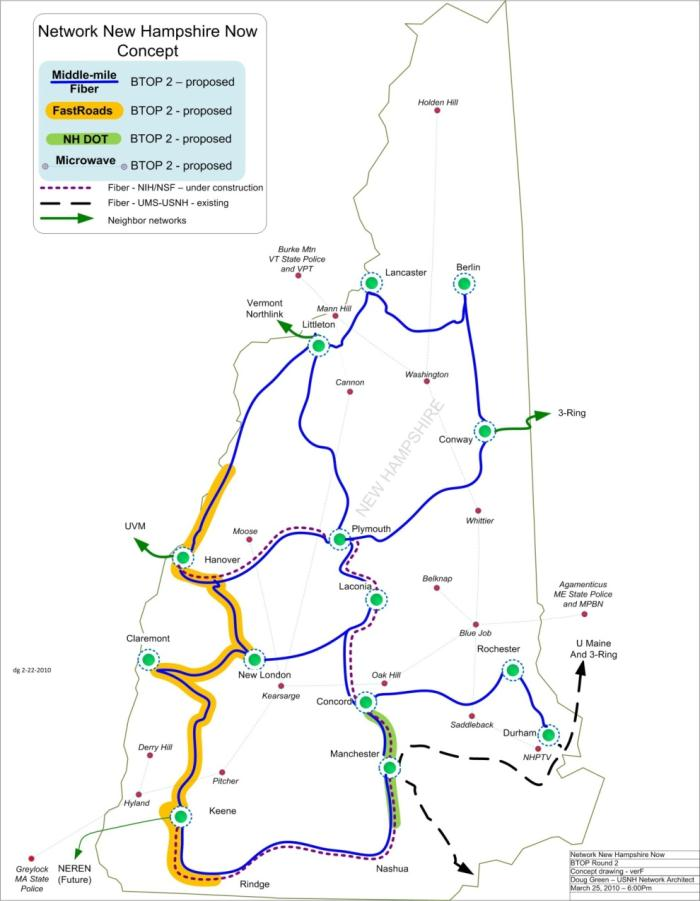 Network New Hampshire Now
Concept
Middle-mile
Fiber
BTOP 2 – proposed
FastRoads
BTOP 2 - proposed
NH DOT
BTOP 2 - proposed
Microwave
BTOP 2 - proposed
Fiber - NIH/NSF – under construction
Fiber - UMS-USNH - existing
Neighbor networks
Holden Hill
Burke Mtn
VT State Police
and VPT
Lancaster
Berlin
Vermont
Northlink
Mann Hill
Littleton
Cannon
Washington
NEW HAMPSHIRE
3-Ring
Conway
Whittier
UVM
Moose
Plymouth
Hanover
Laconia
Belknap
Agamenticus
ME State Police
and MPBN
Blue Job
Claremont
U Maine
And 3-Ring
Rochester
dg 2-22-2010
New London
Oak Hill
Kearsarge
Concord
Saddleback
Durham
NHPTV
Derry Hill
Manchester
Pitcher
Hyland
Keene
Greylock
MA State
Police
NEREN
(Future)
Nashua
Rindge
Network New Hampshire Now
BTOP Round 2
Concept drawing - verF
Doug Green – USNH Network Architect
March 25, 2010 – 6:00Pm